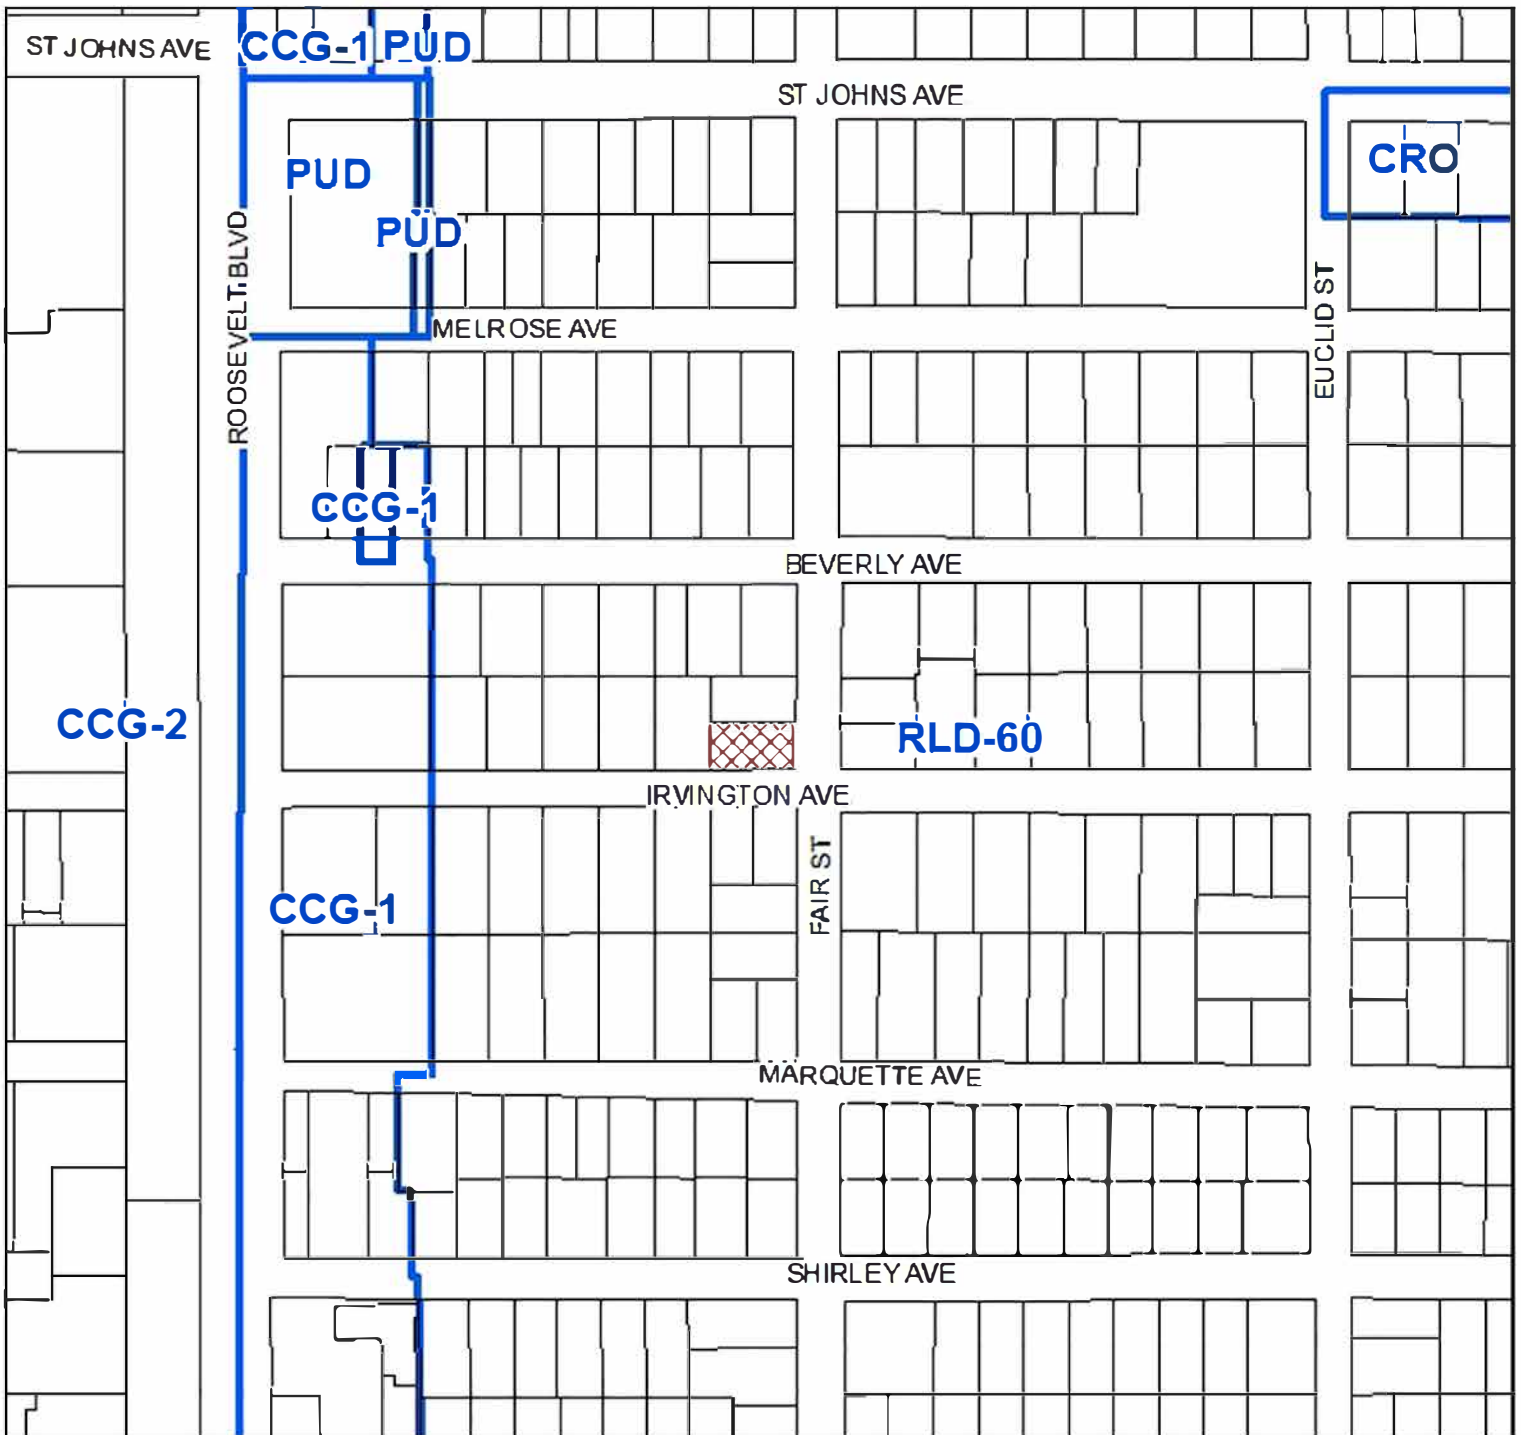 ST JOHNS AVE
CCG-1
PUD
ST JOHNS AVE
CRO
PUD
PUD
ROOSEVELT BLVD
MELROSE AVE
EUCLID ST
CCG-1
BEVERLY AVE
CCG-2
RLD-60
IRVINGTON AVE
FAIR ST
CCG-1
MARQUETTE AVE
SHIRLEY AVE